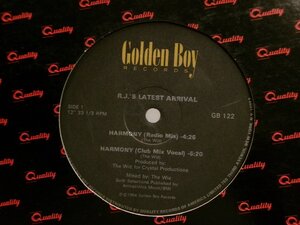 Golden Boy
RECORDS
R.J.'S LATEST ARRIVAL
SIDE 1
12" 33 1/3 RPM
GB 122
HARMONY (Radio Mix) -4:26
(The Wiz)
HARMONY (Club Mix Vocal) -6:20
(The Wiz)
Produced by:
The Wiz for Crystal Productions
Mixed by: The Wiz
Quality
Quality
Quality
Quality
Quality
Quality